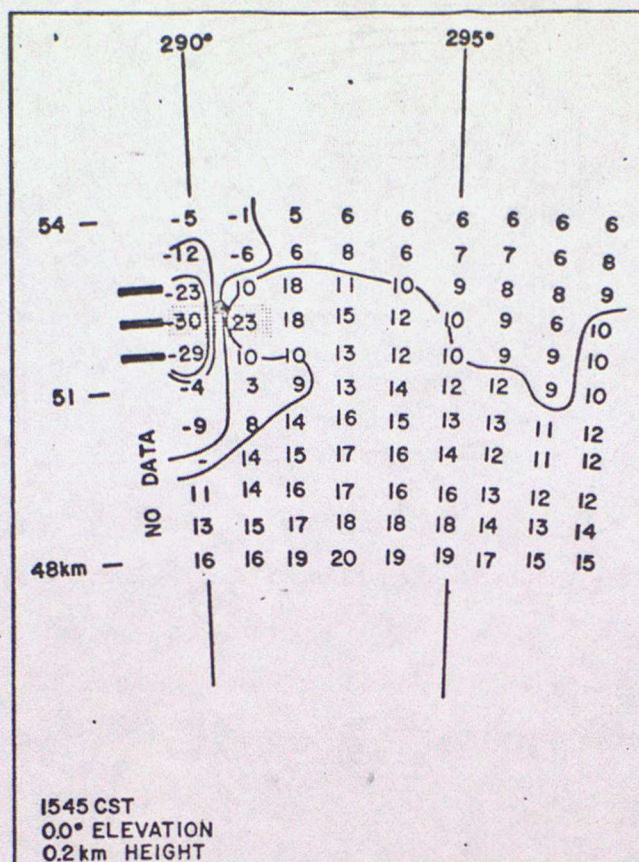 290° 295°
54 — -5 -1 5 6 6 6 6 6 6
-12 -6 6 8 6 7 7 6 8
-23 10 18 11 10 9 8 8 9
-30 23 18 15 12 10 9 6 10
-29 10 10 13 12 10 9 9 10
51 — -4 3 9 13 14 12 12 9 10
-9 8 14 16 15 13 13 11 12
- 14 15 17 16 14 12 11 12
11 14 16 17 16 16 13 12 12
13 15 17 18 18 18 14 13 14
48km — 16 16 19 20 19 19 17 15 15
NO DATA
1545 CST
0.0° ELEVATION
0.2 km HEIGHT